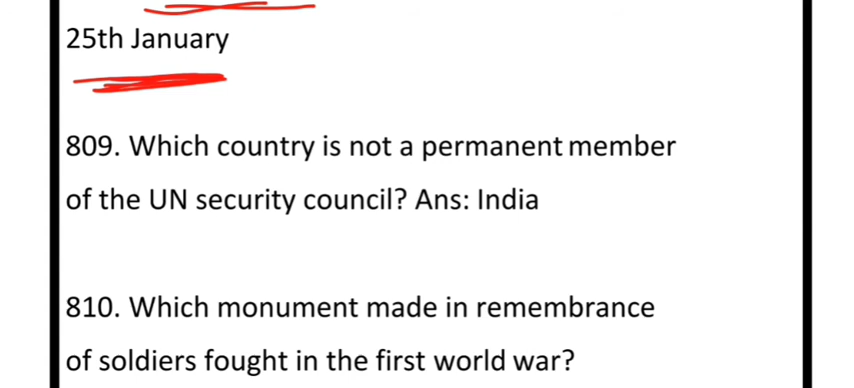 25th January
809. Which country is not a permanent member
of the UN security council? Ans: India
810. Which monument made in remembrance
of soldiers fought in the first world war?